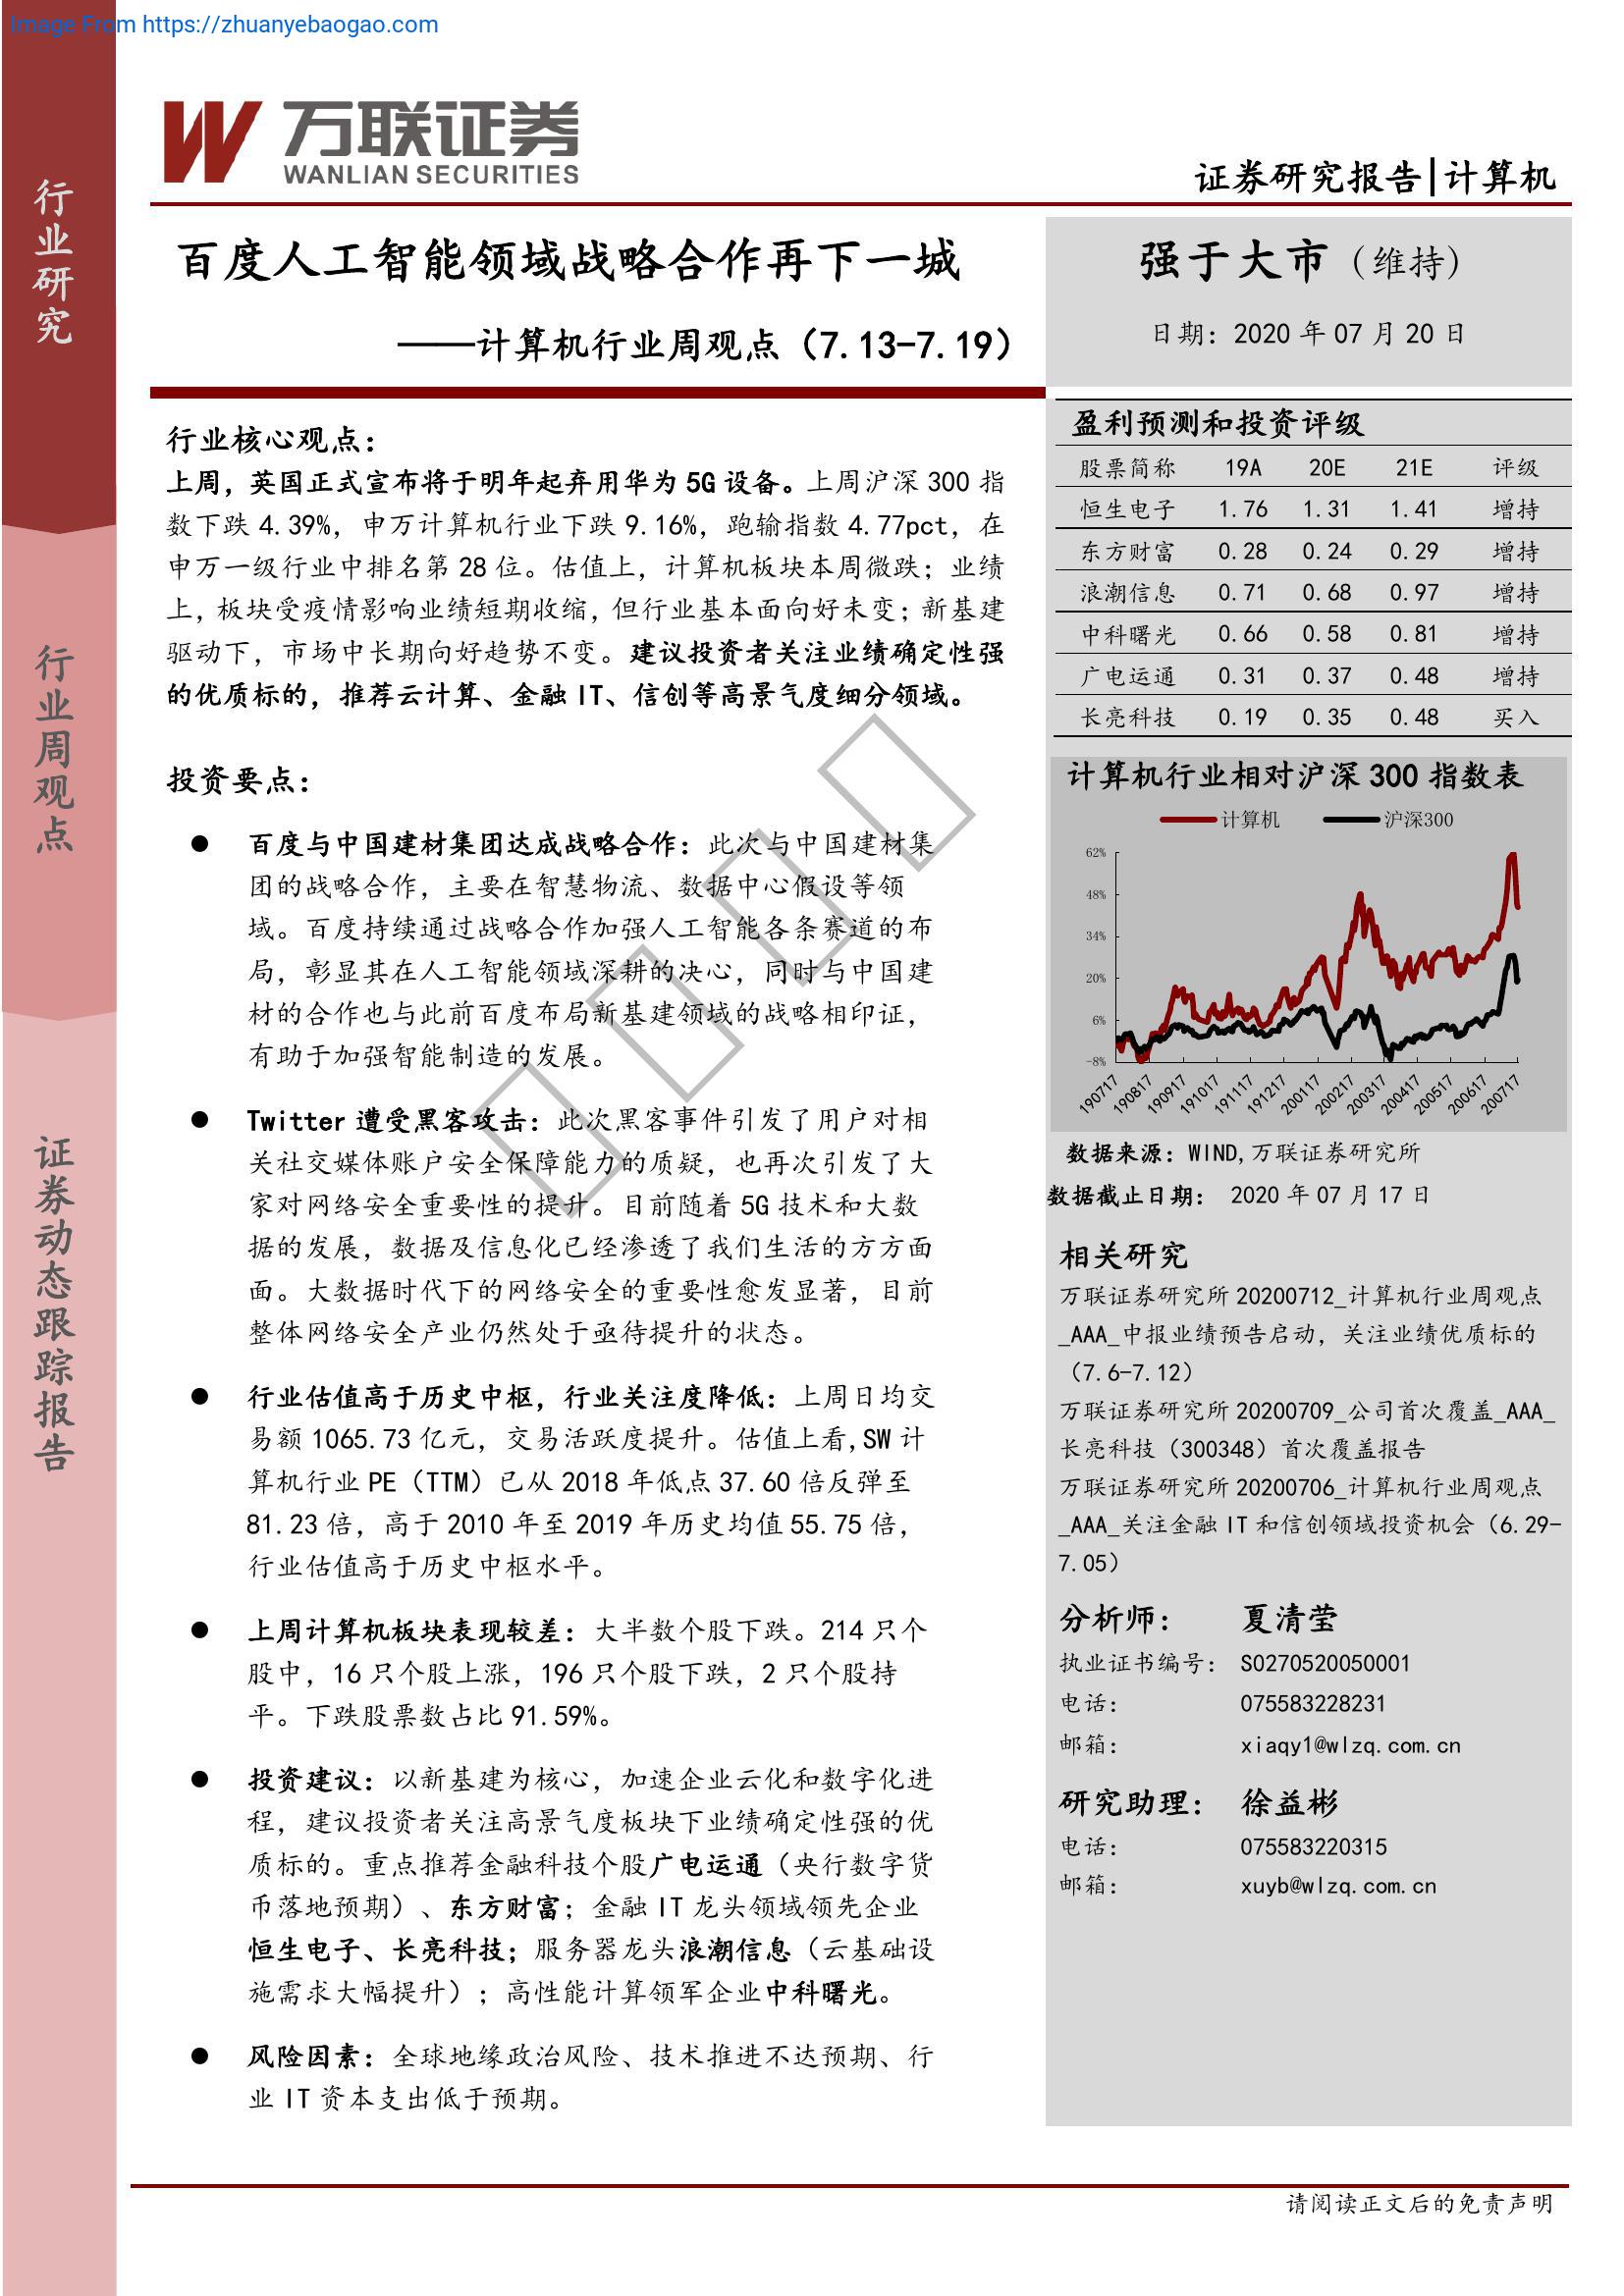 Image From https://zhuanyebaogao.com
万联证券
WANLIAN SECURITIES
证券研究报告|计算机
行业研究
行业周观点
证券动态跟踪报告
百度人工智能领域战略合作再下一城
——计算机行业周观点（7.13-7.19）
强于大市（维持）
日期：2020 年 07 月 20 日
行业核心观点：
上周，英国正式宣布将于明年起弃用华为 5G 设备。上周沪深 300 指
数下跌 4.39%，申万计算机行业下跌 9.16%，跑输指数 4.77pct，在
申万一级行业中排名第 28 位。估值上，计算机板块本周微跌；业绩
上，板块受疫情影响业绩短期收缩，但行业基本面向好未变；新基建
驱动下，市场中长期向好趋势不变。建议投资者关注业绩确定性强
的优质标的，推荐云计算、金融 IT、信创等高景气度细分领域。
投资要点：
● 百度与中国建材集团达成战略合作：此次与中国建材集
团的战略合作，主要在智慧物流、数据中心假设等领
域。百度持续通过战略合作加强人工智能各条赛道的布
局，彰显其在人工智能领域深耕的决心，同时与中国建
材的合作也与此前百度布局新基建领域的战略相印证，
有助于加强智能制造的发展。
● Twitter 遭受黑客攻击：此次黑客事件引发了用户对相
关社交媒体账户安全保障能力的质疑，也再次引发了大
家对网络安全重要性的提升。目前随着 5G 技术和大数
据的发展，数据及信息化已经渗透了我们生活的方方面
面。大数据时代下的网络安全的重要性愈发显著，目前
整体网络安全产业仍然处于亟待提升的状态。
● 行业估值高于历史中枢，行业关注度降低：上周日均交
易额 1065.73 亿元，交易活跃度提升。估值上看,SW 计
算机行业 PE（TTM）已从 2018 年低点 37.60 倍反弹至
81.23 倍，高于 2010 年至 2019 年历史均值 55.75 倍，
行业估值高于历史中枢水平。
● 上周计算机板块表现较差：大半数个股下跌。214 只个
股中，16 只个股上涨，196 只个股下跌，2 只个股持
平。下跌股票数占比 91.59%。
● 投资建议：以新基建为核心，加速企业云化和数字化进
程，建议投资者关注高景气度板块下业绩确定性强的优
质标的。重点推荐金融科技个股广电运通（央行数字货
币落地预期）、东方财富；金融 IT 龙头领域领先企业
恒生电子、长亮科技；服务器龙头浪潮信息（云基础设
施需求大幅提升）；高性能计算领军企业中科曙光。
● 风险因素：全球地缘政治风险、技术推进不达预期、行
业 IT 资本支出低于预期。
盈利预测和投资评级
股票简称 19A 20E 21E 评级
恒生电子 1.76 1.31 1.41 增持
东方财富 0.28 0.24 0.29 增持
浪潮信息 0.71 0.68 0.97 增持
中科曙光 0.66 0.58 0.81 增持
广电运通 0.31 0.37 0.48 增持
长亮科技 0.19 0.35 0.48 买入
计算机行业相对沪深 300 指数表
计算机 沪深300
62%
48%
34%
20%
6%
-8%
190717 190817 190917 191017 191117 191217 200117 200217 200317 200417 200517 200617 200717
数据来源：WIND,万联证券研究所
数据截止日期： 2020 年 07 月 17 日
相关研究
万联证券研究所 20200712_计算机行业周观点
_AAA_中报业绩预告启动，关注业绩优质标的
（7.6-7.12）
万联证券研究所 20200709_公司首次覆盖_AAA_
长亮科技（300348）首次覆盖报告
万联证券研究所 20200706_计算机行业周观点
_AAA_关注金融 IT 和信创领域投资机会（6.29-
7.05）
分析师： 夏清莹
执业证书编号： S0270520050001
电话： 075583228231
邮箱： xiaqy1@wlzq.com.cn
研究助理： 徐益彬
电话： 075583220315
邮箱： xuyb@wlzq.com.cn
请阅读正文后的免责声明